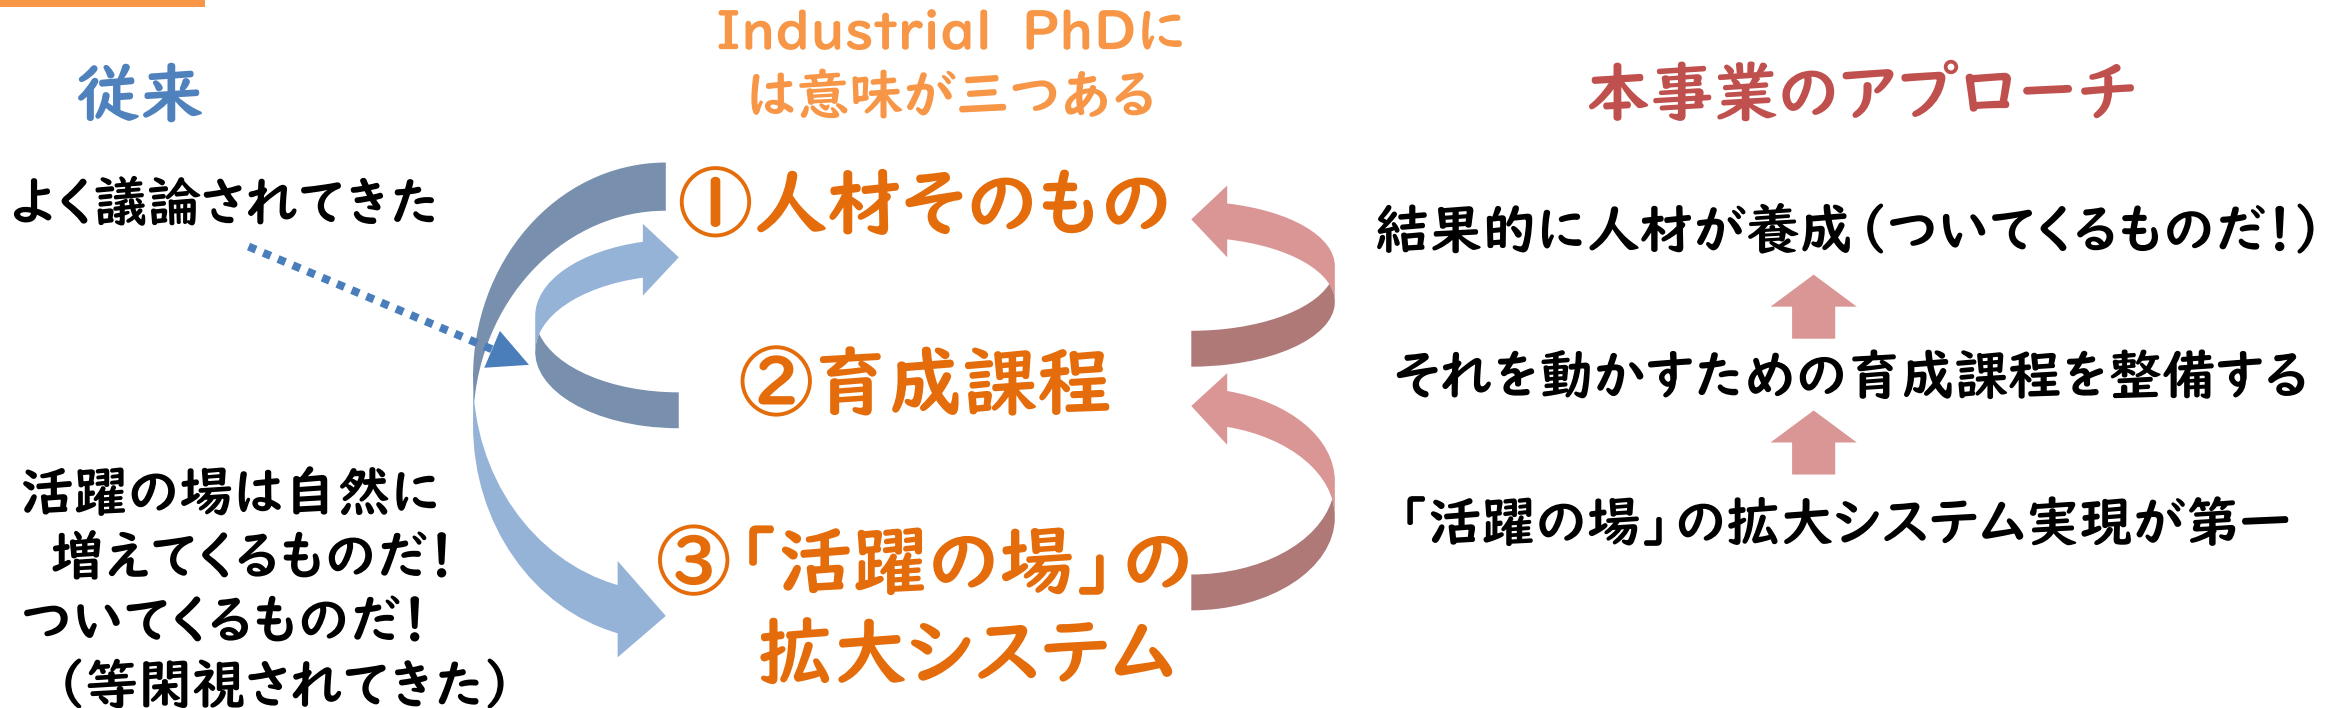 従来
よく議論されてきた
活躍の場は自然に
増えてくるものだ！
ついてくるものだ！
（等閑視されてきた）
Industrial PhDに
は意味が三つある
①人材そのもの
②育成課程
③「活躍の場」の
拡大システム
本事業のアプローチ
結果的に人材が養成（ついてくるものだ！）
それを動かすための育成課程を整備する
「活躍の場」の拡大システム実現が第一